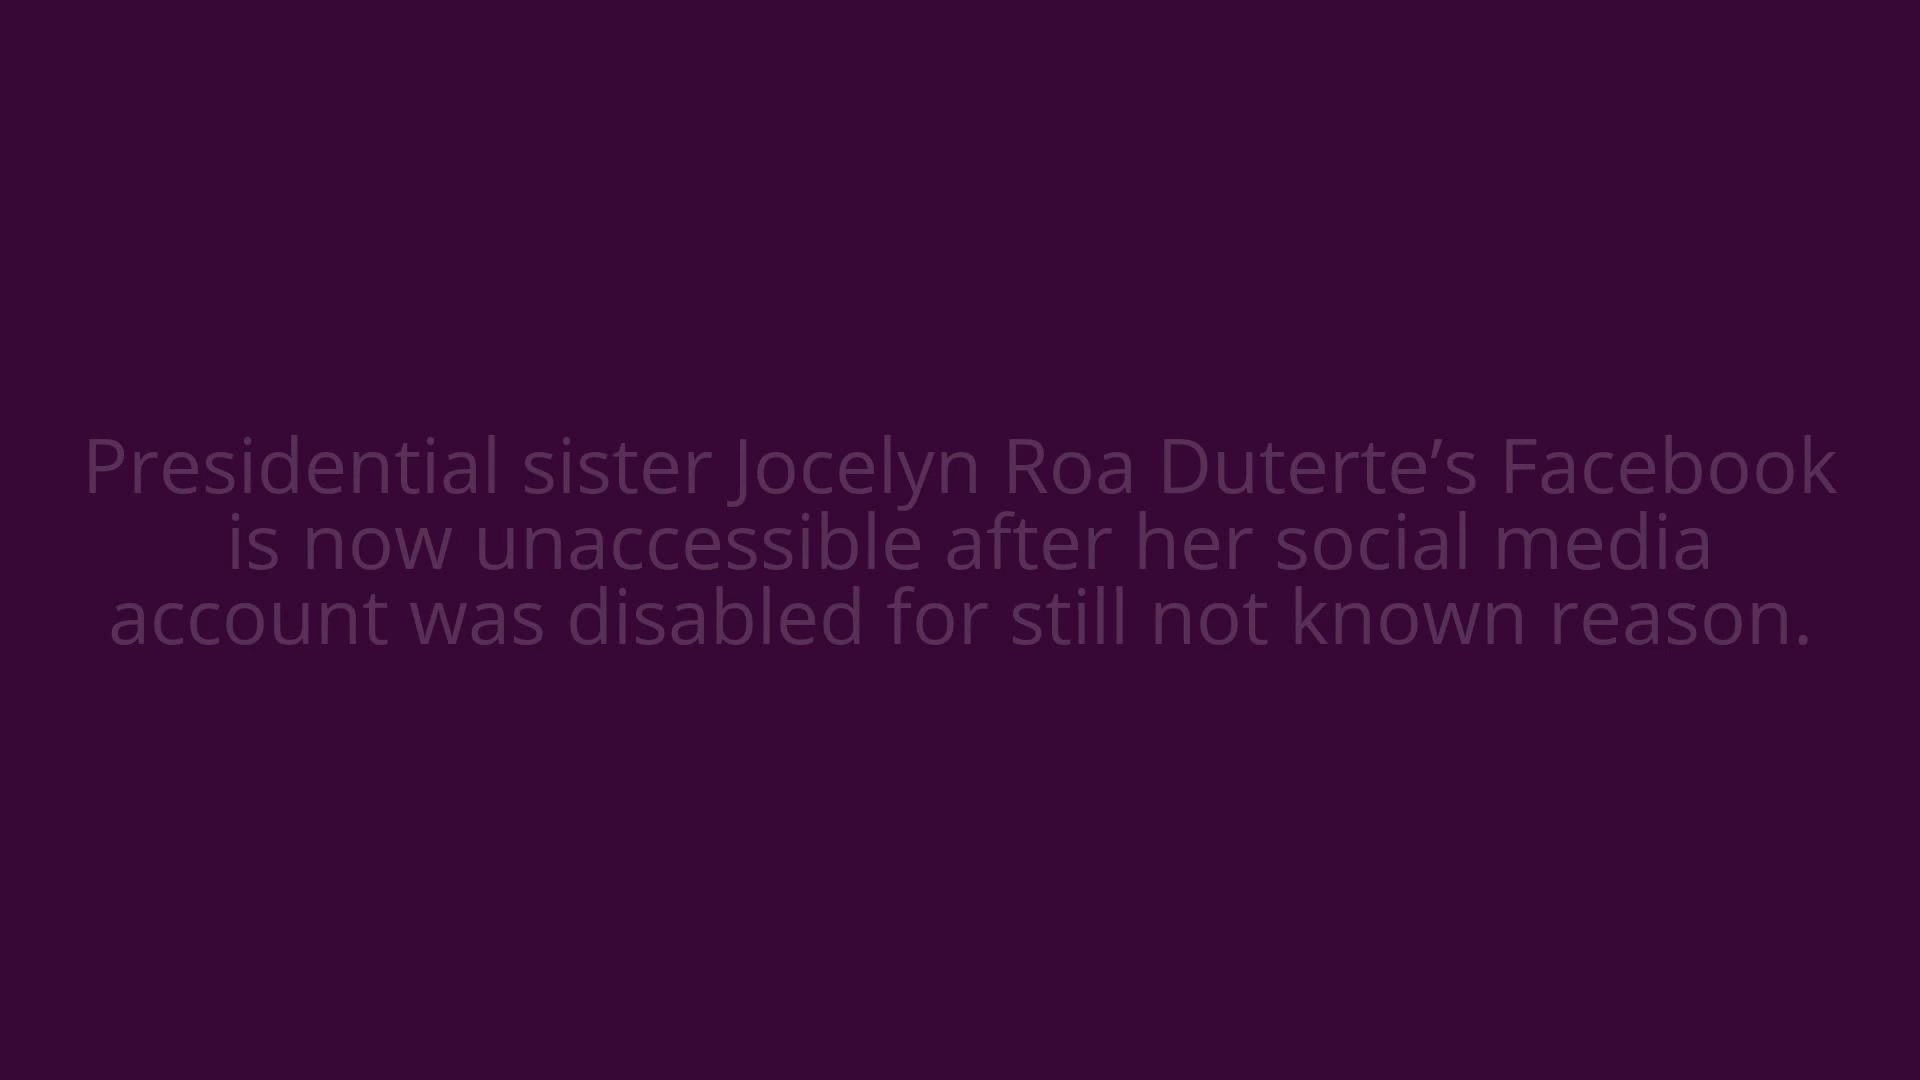 Presidential sister Jocelyn Roa Duterte’s Facebook
is now unaccessible after her social media
account was disabled for still not known reason.